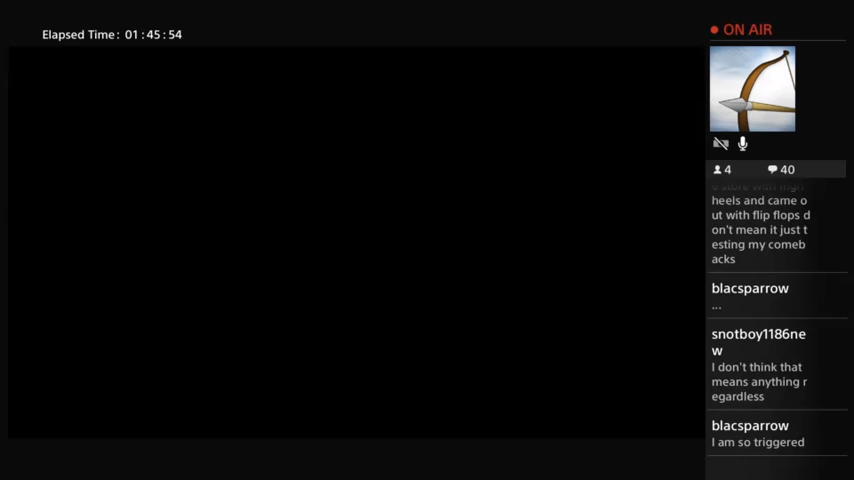 Elapsed Time: 01:45:54
ON AIR
4 40
heels and came o
ut with flip flops d
on't mean it just t
esting my comeb
acks
blacsparrow
...
snotboy1186ne
w
I don't think that
means anything r
egardless
blacsparrow
I am so triggered